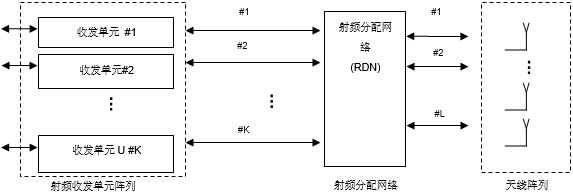 收发单元 #1
收发单元#2
收发单元 U #K
射频收发单元阵列
#1
#2
#K
射频分配网
络
(RDN)
射频分配网络
#1
#2
#L
天线阵列